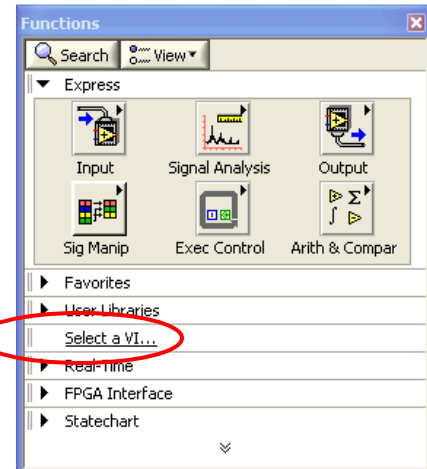 Functions
Search View
Express
Input Signal Analysis Output
Sig Manip Exec Control Arith & Compar
Favorites
User Libraries
Select a VI...
Real-Time
FPGA Interface
Statechart